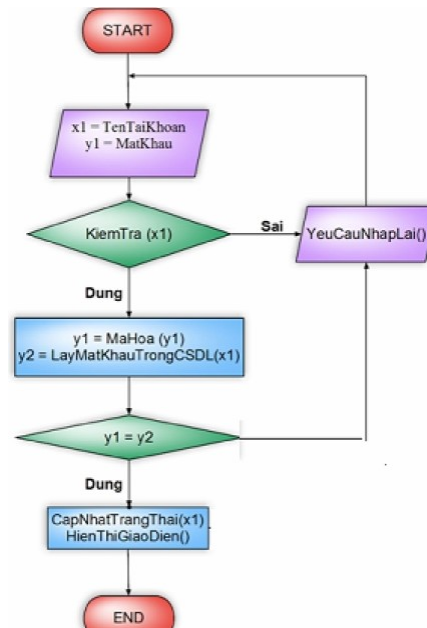 START
x1 = TenTaiKhoan
y1 = MatKhau
KiemTra (x1)
Sai
YeuCauNhapLai()
Dung
y1 = MaHoa (y1)
y2 = LayMatKhauTrongCSDL(x1)
y1 = y2
Dung
CapNhatTrangThai(x1)
HienThiGiaoDien()
END